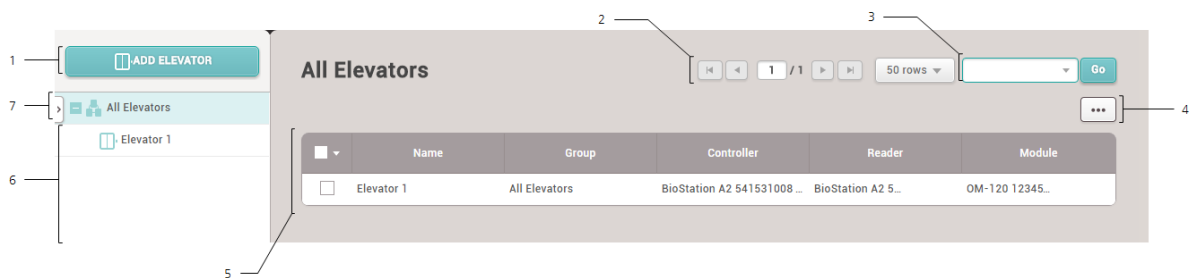 2
3
1
ADD ELEVATOR
All Elevators
1 / 1
50 rows
Go
7
All Elevators
...
4
Elevator 1
Name Group Controller Reader Module
6
Elevator 1 All Elevators BioStation A2 541531008 ... BioStation A2 5... OM-120 12345...
5